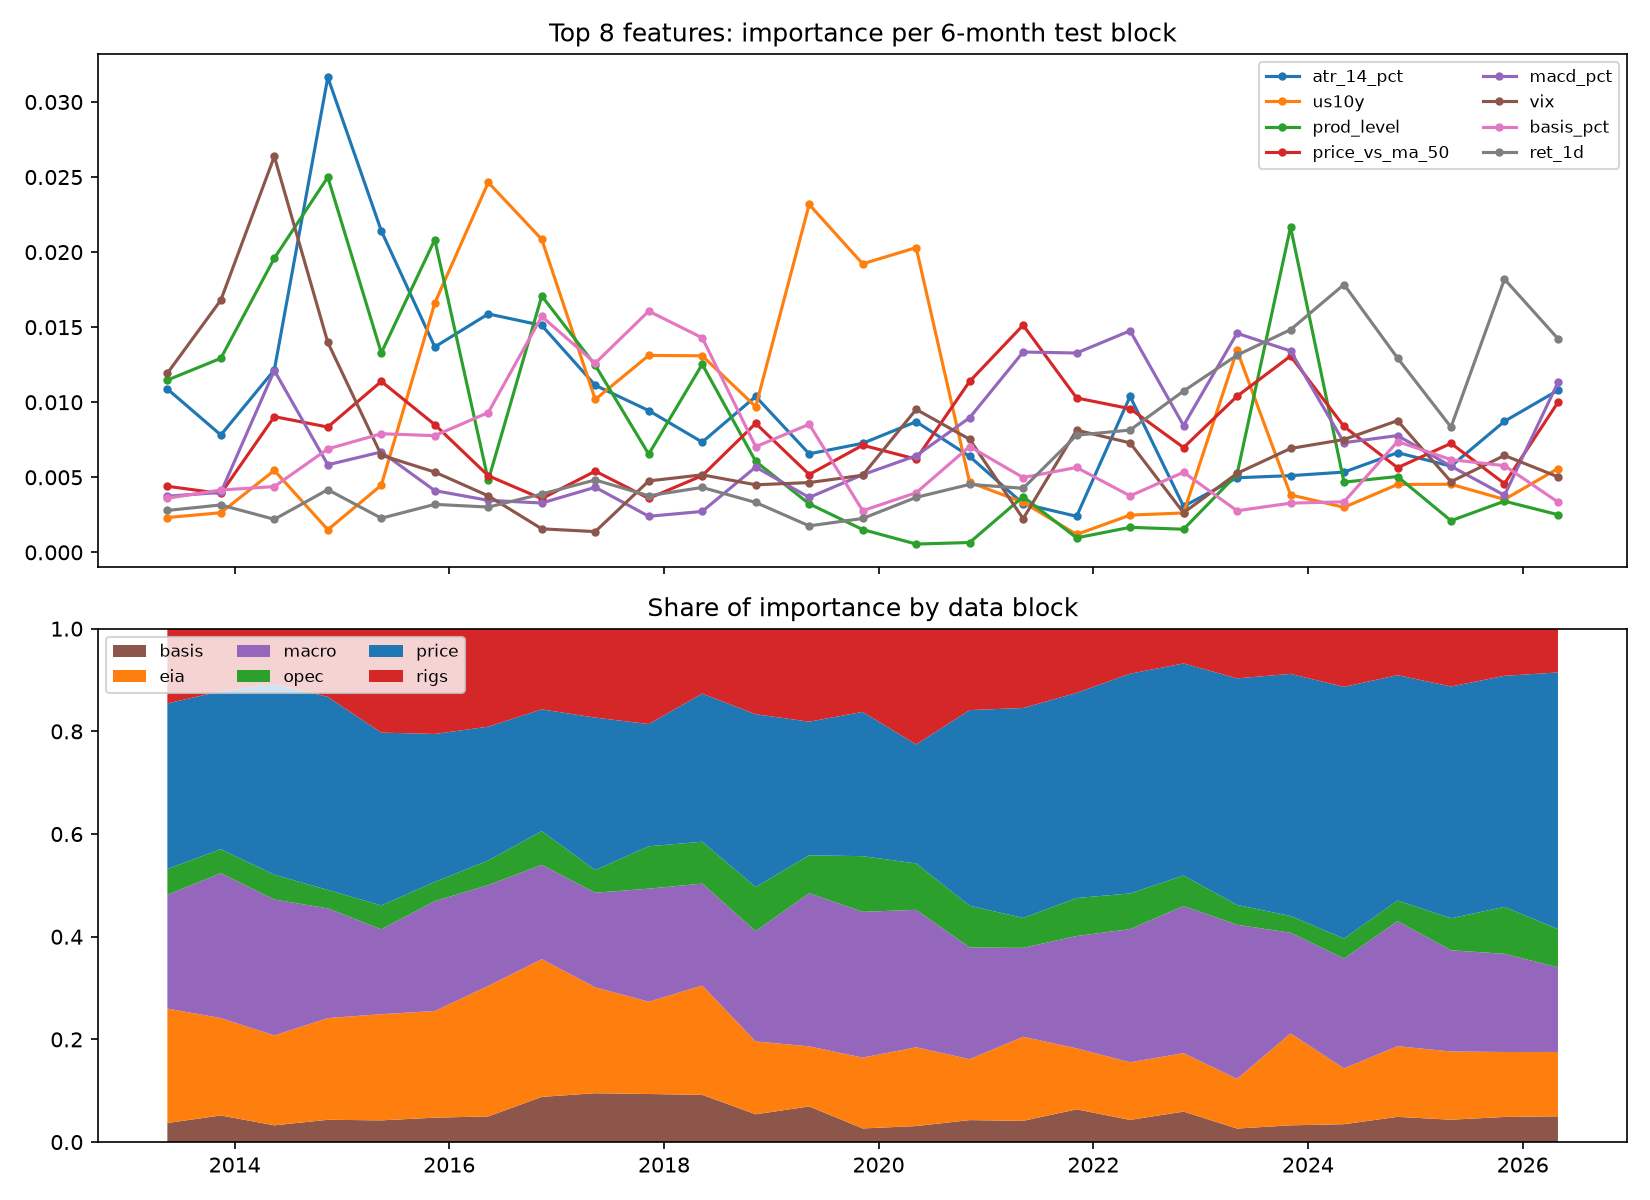 Top 8 features: importance per 6-month test block
0.030
0.025
0.020
0.015
0.010
0.005
0.000
atr_14_pct
us10y
prod_level
price_vs_ma_50
macd_pct
vix
basis_pct
ret_1d
Share of importance by data block
1.0
0.8
0.6
0.4
0.2
0.0
basis
eia
macro
opec
price
rigs
2014 2016 2018 2020 2022 2024 2026